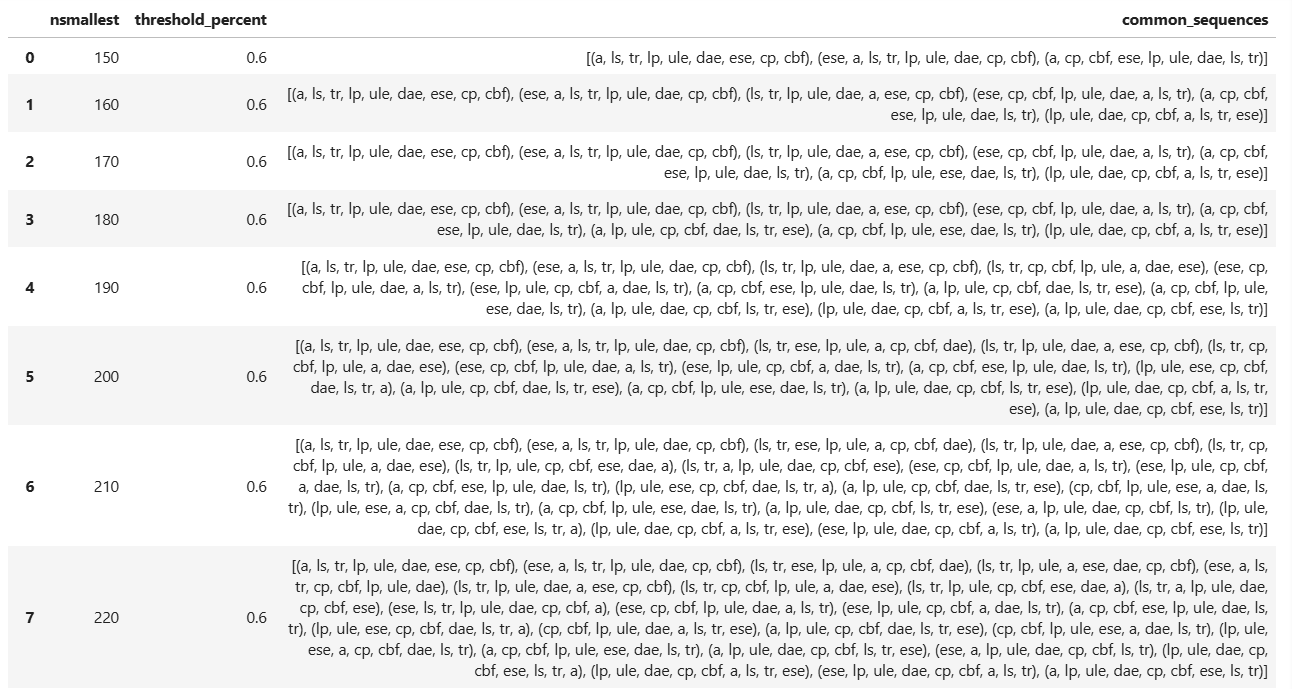 nsmallest threshold_percent common_sequences
0 150 0.6 [(a, ls, tr, lp, ule, dae, ese, cp, cbf), (ese, a, ls, tr, lp, ule, dae, cp, cbf), (a, cp, cbf, ese, lp, ule, dae, ls, tr)]
[(a, ls, tr, lp, ule, dae, ese, cp, cbf), (ese, a, ls, tr, lp, ule, dae, cp, cbf), (ls, tr, lp, ule, dae, a, ese, cp, cbf), (ese, cp, cbf, lp, ule, dae, a, ls, tr), (a, cp, cbf,
1 160 0.6
ese, lp, ule, dae, ls, tr), (lp, ule, dae, cp, cbf, a, ls, tr, ese)]
[(a, ls, tr, lp, ule, dae, ese, cp, cbf), (ese, a, ls, tr, lp, ule, dae, cp, cbf), (ls, tr, lp, ule, dae, a, ese, cp, cbf), (ese, cp, cbf, lp, ule, dae, a, ls, tr), (a, cp, cbf,
2 170 0.6
ese, lp, ule, dae, ls, tr), (a, cp, cbf, lp, ule, ese, dae, ls, tr), (lp, ule, dae, cp, cbf, a, ls, tr, ese)]
[(a, ls, tr, lp, ule, dae, ese, cp, cbf), (ese, a, ls, tr, lp, ule, dae, cp, cbf), (ls, tr, lp, ule, dae, a, ese, cp, cbf), (ese, cp, cbf, lp, ule, dae, a, ls, tr), (a, cp, cbf,
3 180 0.6
ese, lp, ule, dae, ls, tr), (a, lp, ule, cp, cbf, dae, ls, tr, ese), (a, cp, cbf, lp, ule, ese, dae, ls, tr), (lp, ule, dae, cp, cbf, a, ls, tr, ese)]
[(a, ls, tr, lp, ule, dae, ese, cp, cbf), (ese, a, ls, tr, lp, ule, dae, cp, cbf), (ls, tr, lp, ule, dae, a, ese, cp, cbf), (ls, tr, cp, cbf, lp, ule, a, dae, ese), (ese, cp,
4 190 0.6 cbf, lp, ule, dae, a, ls, tr), (ese, lp, ule, cp, cbf, a, dae, ls, tr), (a, cp, cbf, ese, lp, ule, dae, ls, tr), (a, lp, ule, cp, cbf, dae, ls, tr, ese), (a, cp, cbf, lp, ule,
ese, dae, ls, tr), (a, lp, ule, dae, cp, cbf, ls, tr, ese), (lp, ule, dae, cp, cbf, a, ls, tr, ese), (a, lp, ule, dae, cp, cbf, ese, ls, tr)]
[(a, ls, tr, lp, ule, dae, ese, cp, cbf), (ese, a, ls, tr, lp, ule, dae, cp, cbf), (ls, tr, ese, lp, ule, a, cp, cbf, dae), (ls, tr, lp, ule, dae, a, ese, cp, cbf), (ls, tr, cp,
cbf, lp, ule, a, dae, ese), (ese, cp, cbf, lp, ule, dae, a, ls, tr), (ese, lp, ule, cp, cbf, a, dae, ls, tr), (a, cp, cbf, ese, lp, ule, dae, ls, tr), (lp, ule, ese, cp, cbf,
5 200 0.6
dae, ls, tr, a), (a, lp, ule, cp, cbf, dae, ls, tr, ese), (a, cp, cbf, lp, ule, ese, dae, ls, tr), (a, lp, ule, dae, cp, cbf, ls, tr, ese), (lp, ule, dae, cp, cbf, a, ls, tr,
ese), (a, lp, ule, dae, cp, cbf, ese, ls, tr)]
[(a, ls, tr, lp, ule, dae, ese, cp, cbf), (ese, a, ls, tr, lp, ule, dae, cp, cbf), (ls, tr, ese, lp, ule, a, cp, cbf, dae), (ls, tr, lp, ule, dae, a, ese, cp, cbf), (ls, tr, cp,
cbf, lp, ule, a, dae, ese), (ls, tr, lp, ule, cp, cbf, ese, dae, a), (ls, tr, a, lp, ule, dae, cp, cbf, ese), (ese, cp, cbf, lp, ule, dae, a, ls, tr), (ese, lp, ule, cp, cbf,
6 210 0.6 a, dae, ls, tr), (a, cp, cbf, ese, lp, ule, dae, ls, tr), (lp, ule, ese, cp, cbf, dae, ls, tr, a), (a, lp, ule, cp, cbf, dae, ls, tr, ese), (cp, cbf, lp, ule, ese, a, dae, ls,
tr), (lp, ule, ese, a, cp, cbf, dae, ls, tr), (a, cp, cbf, lp, ule, ese, dae, ls, tr), (a, lp, ule, dae, cp, cbf, ls, tr, ese), (ese, a, lp, ule, dae, cp, cbf, ls, tr), (lp, ule,
dae, cp, cbf, ese, ls, tr, a), (lp, ule, dae, cp, cbf, a, ls, tr, ese), (ese, lp, ule, dae, cp, cbf, a, ls, tr), (a, lp, ule, dae, cp, cbf, ese, ls, tr)]
[(a, ls, tr, lp, ule, dae, ese, cp, cbf), (ese, a, ls, tr, lp, ule, dae, cp, cbf), (ls, tr, ese, lp, ule, a, cp, cbf, dae), (ls, tr, lp, ule, a, ese, dae, cp, cbf), (ese, a, ls,
tr, cp, cbf, lp, ule, dae), (ls, tr, lp, ule, dae, a, ese, cp, cbf), (ls, tr, cp, cbf, lp, ule, a, dae, ese), (ls, tr, lp, ule, cp, cbf, ese, dae, a), (ls, tr, a, lp, ule, dae,
cp, cbf, ese), (ese, ls, tr, lp, ule, dae, cp, cbf, a), (ese, cp, cbf, lp, ule, dae, a, ls, tr), (ese, lp, ule, cp, cbf, a, dae, ls, tr), (a, cp, cbf, ese, lp, ule, dae, ls,
7 220 0.6
tr), (lp, ule, ese, cp, cbf, dae, ls, tr, a), (cp, cbf, lp, ule, dae, a, ls, tr, ese), (a, lp, ule, cp, cbf, dae, ls, tr, ese), (cp, cbf, lp, ule, ese, a, dae, ls, tr), (lp, ule,
ese, a, cp, cbf, dae, ls, tr), (a, cp, cbf, lp, ule, ese, dae, ls, tr), (a, lp, ule, dae, cp, cbf, ls, tr, ese), (ese, a, lp, ule, dae, cp, cbf, ls, tr), (lp, ule, dae, cp,
cbf, ese, ls, tr, a), (lp, ule, dae, cp, cbf, a, ls, tr, ese), (ese, lp, ule, dae, cp, cbf, a, ls, tr), (a, lp, ule, dae, cp, cbf, ese, ls, tr)]